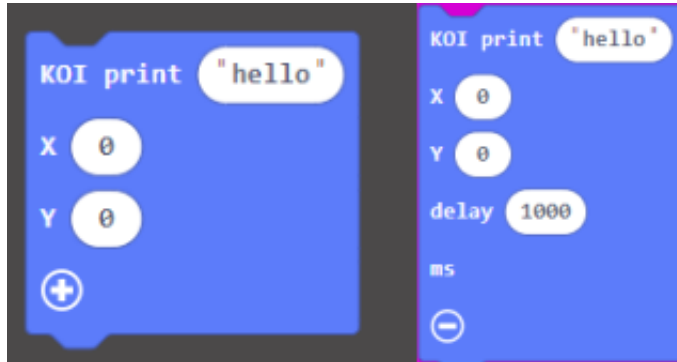 KOI print "hello"
X 0
Y 0
KOI print "hello"
X 0
Y 0
delay 1000
ms